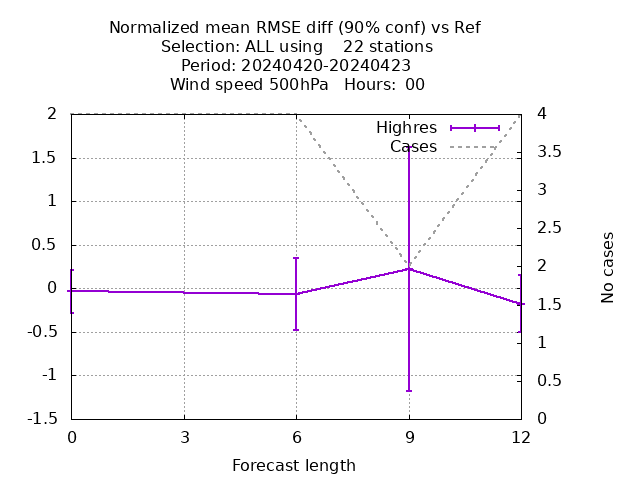 Normalized mean RMSE diff (90% conf) vs Ref
Selection: ALL using    22 stations
Period: 20240420-20240423
Wind speed 500hPa   Hours:  00
Highres
Cases
2
1.5
1
0.5
0
-0.5
-1
-1.5
4
3.5
3
2.5
2
1.5
1
0.5
0
0
3
6
9
12
No cases
Forecast length